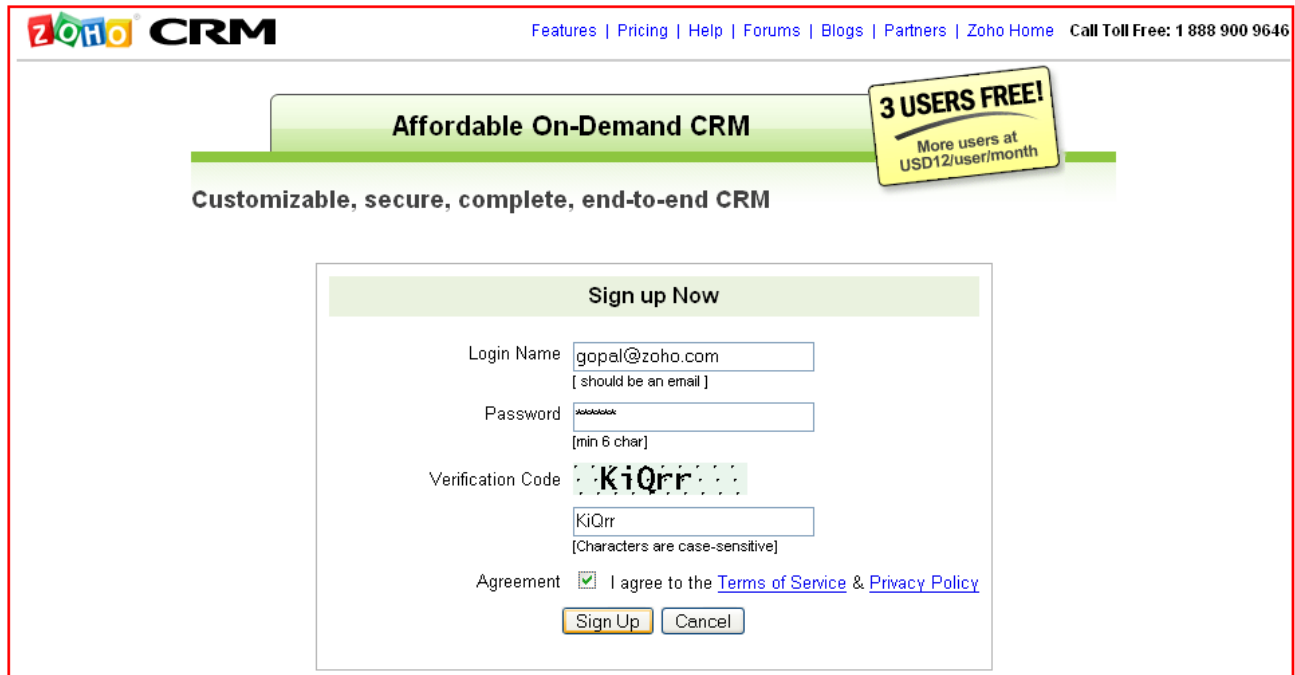 ZOHO CRM
Features | Pricing | Help | Forums | Blogs | Partners | Zoho Home Call Toll Free: 1 888 900 9646
Affordable On-Demand CRM
3 USERS FREE!
More users at
USD12/user/month
Customizable, secure, complete, end-to-end CRM
Sign up Now
Login Name gopal@zoho.com
[ should be an email ]
Password ******
[min 6 char]
Verification Code KiQrr
KiQrr
[Characters are case-sensitive]
Agreement I agree to the Terms of Service & Privacy Policy
Sign Up Cancel